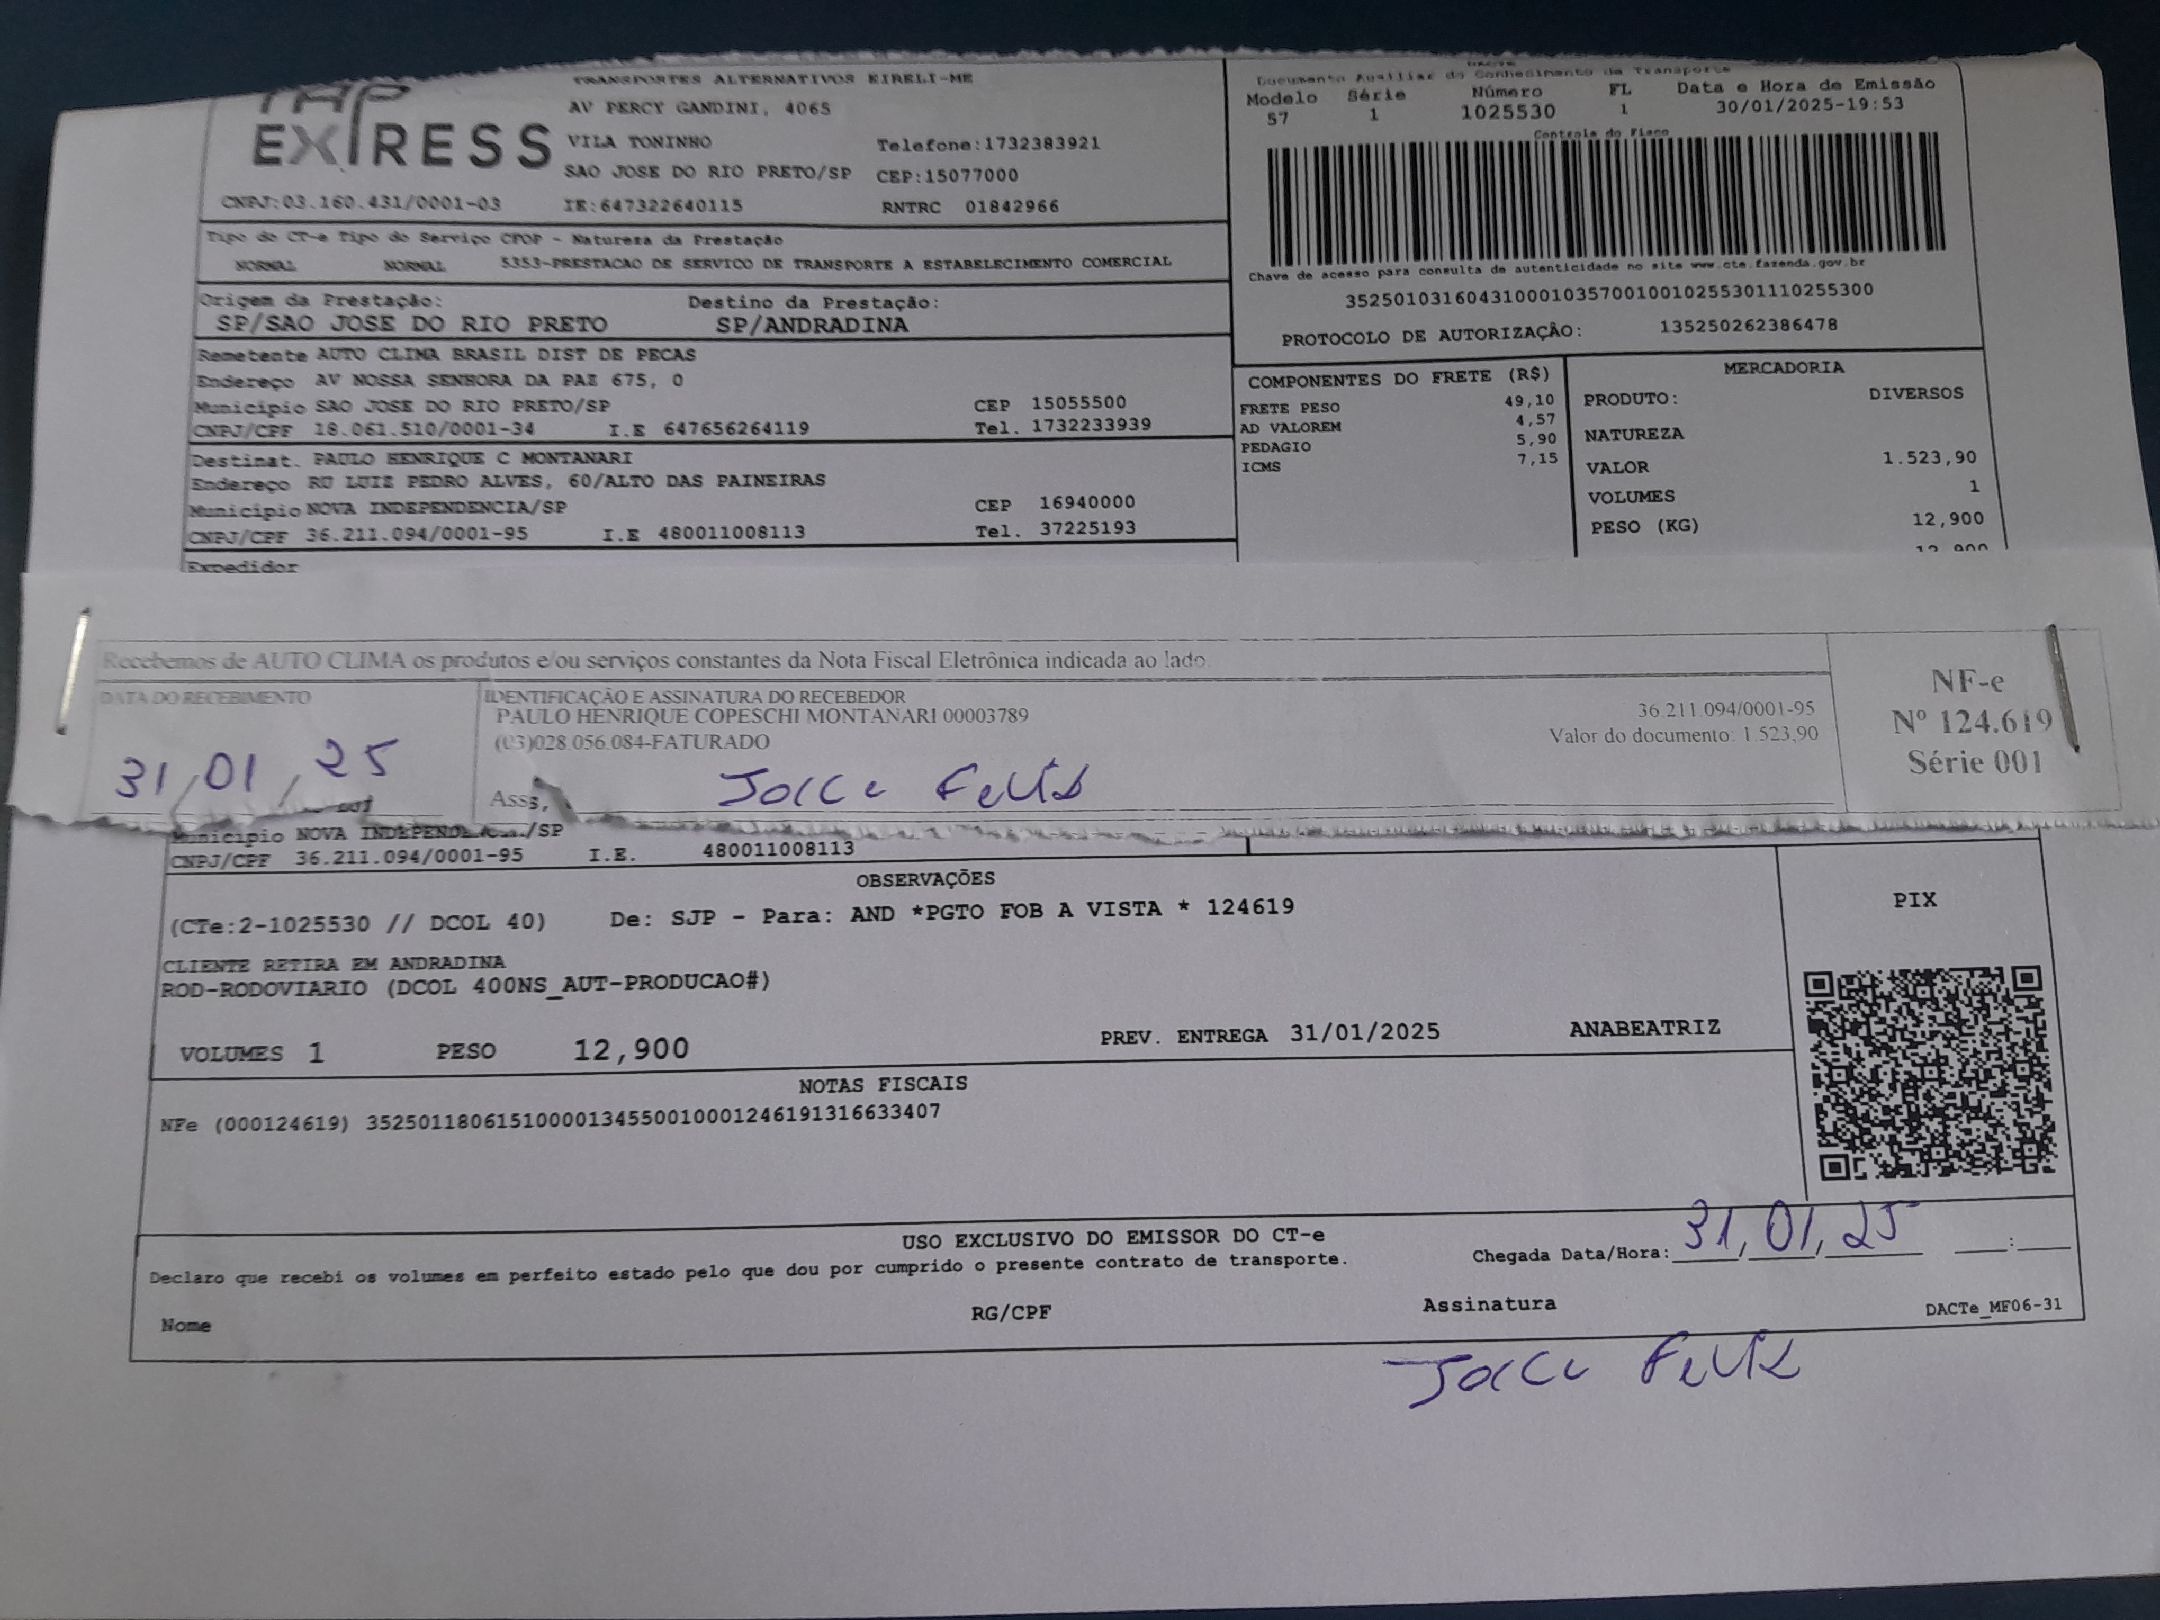 EXPRESS
TRANSPORTES ALTERNATIVOS EIRELI-ME
AV PERCY GANDINI, 4065
VILA TONINHO
Telefone:1732383921
SAO JOSE DO RIO PRETO/SP CEP:15077000
CNPJ:03.160.431/0001-03 IE:647322640115 RNTRC 01842966
Documento Auxiliar do Conhecimento de Transporte
Modelo Série Número FL Data e Hora de Emissão
57 1 1025530 1 30/01/2025-19:53
Controle do Fisco
Chave de acesso para consulta de autenticidade no site www.cte.fazenda.gov.br
35250103160431000103570010010255301110255300
PROTOCOLO DE AUTORIZAÇÃO: 135250262386478
Tipo do CT-e Tipo do Serviço CFOP - Natureza da Prestação
NORMAL NORMAL 5353-PRESTACAO DE SERVICO DE TRANSPORTE A ESTABELECIMENTO COMERCIAL
Origem da Prestação: Destino da Prestação:
SP/SAO JOSE DO RIO PRETO SP/ANDRADINA
Remetente AUTO CLIMA BRASIL DIST DE PECAS
Endereço AV NOSSA SENHORA DA PAZ 675, 0
Município SAO JOSE DO RIO PRETO/SP CEP 15055500
CNPJ/CPF 18.061.510/0001-34 I.E 647656264119 Tel. 1732233939
Destinat. PAULO HENRIQUE C MONTANARI
Endereço RU LUIZ PEDRO ALVES, 60/ALTO DAS PAINEIRAS
Município NOVA INDEPENDENCIA/SP CEP 16940000
CNPJ/CPF 36.211.094/0001-95 I.E 480011008113 Tel. 37225193
Expedidor
COMPONENTES DO FRETE (R$)
FRETE PESO 49,10
AD VALOREM 4,57
PEDAGIO 5,90
ICMS 7,15
MERCADORIA
PRODUTO: DIVERSOS
NATUREZA
VALOR 1.523,90
VOLUMES 1
PESO (KG) 12,900
12,900
Recebemos de AUTO CLIMA os produtos e/ou serviços constantes da Nota Fiscal Eletrônica indicada ao lado.
DATA DO RECEBIMENTO
31/01/25
IDENTIFICAÇÃO E ASSINATURA DO RECEBEDOR
PAULO HENRIQUE COPESCHI MONTANARI 00003789 36.211.094/0001-95
(03)028.056.084-FATURADO Valor do documento: 1.523,90
NF-e
Nº 124.619
Série 001
Município NOVA INDEPENDENCIA/SP
CNPJ/CPF 36.211.094/0001-95 I.E. 480011008113
OBSERVAÇÕES
(CTe:2-1025530 // DCOL 40) De: SJP - Para: AND *PGTO FOB A VISTA * 124619
CLIENTE RETIRA EM ANDRADINA
ROD-RODOVIARIO (DCOL 400NS_AUT-PRODUCAO#)
VOLUMES 1 PESO 12,900 PREV. ENTREGA 31/01/2025 ANABEATRIZ
PIX
NOTAS FISCAIS
NFe (000124619) 35250118061510000134550010001246191316633407
USO EXCLUSIVO DO EMISSOR DO CT-e
Declaro que recebi os volumes em perfeito estado pelo que dou por cumprido o presente contrato de transporte.
Chegada Data/Hora: 31/01/25 __:__
Nome RG/CPF Assinatura
DACTe_MF06-31